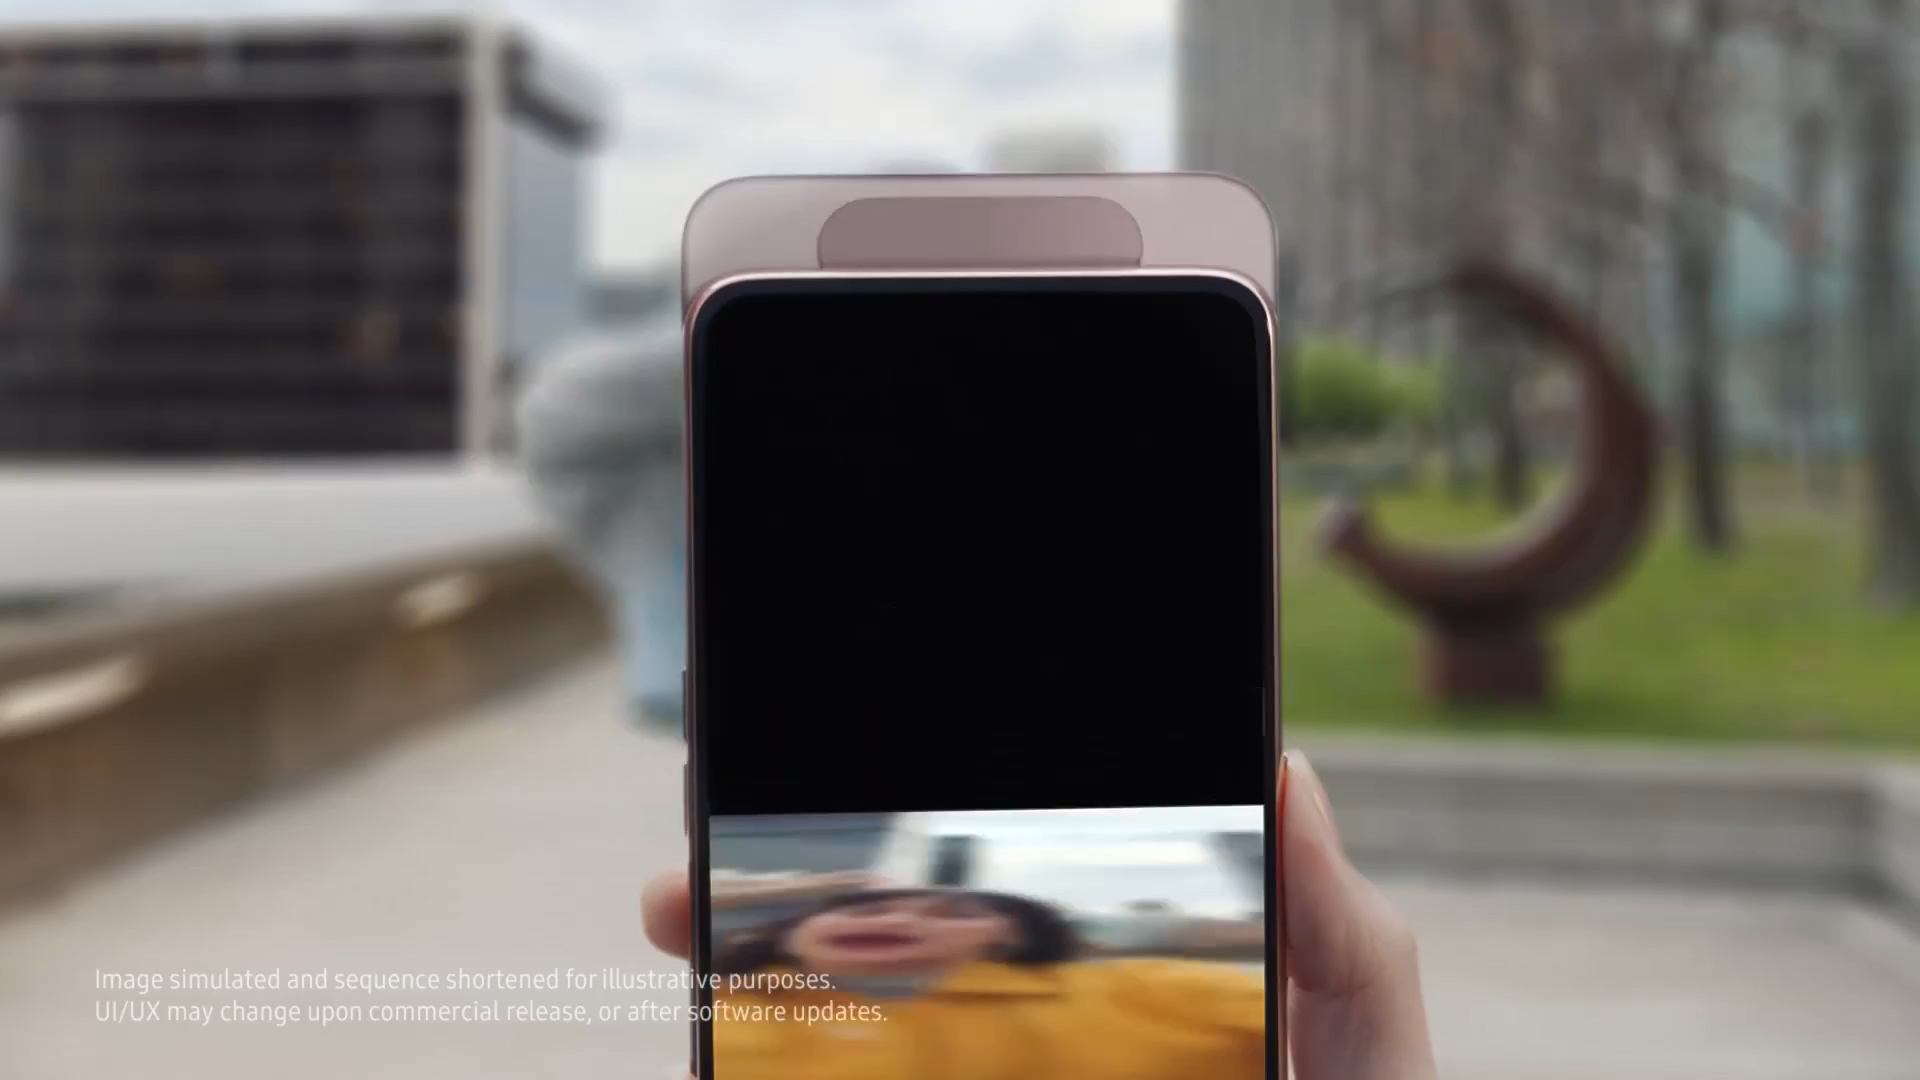 Image simulated and sequence shortened for illustrative purposes.
UI/UX may change upon commercial release, or after software updates.